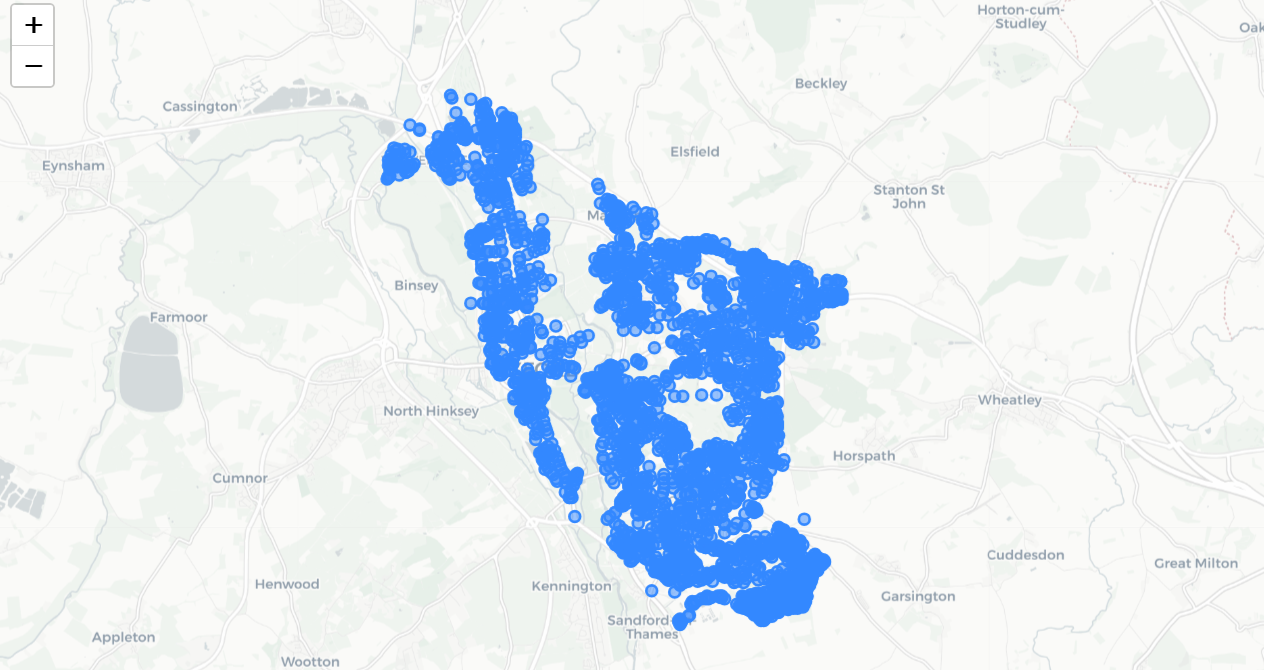 +
−
Horton-cum-
Studley
Oak
Beckley
Cassington
Elsfield
Eynsham
Stanton St
John
Ma
Binsey
Farmoor
North Hinksey
Wheatley
Horspath
Cumnor
Cuddesdon
Great Milton
Henwood
Kennington
Garsington
Sandford-
Thames
Appleton
Wootton